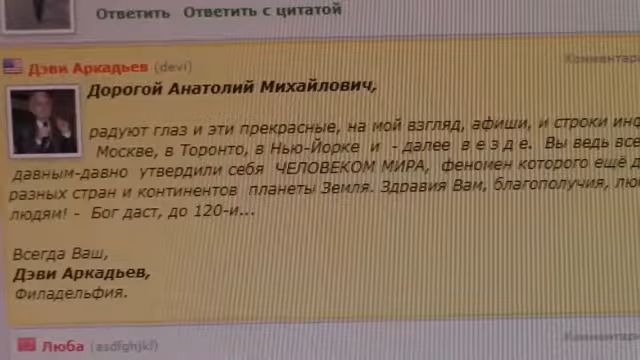 Ответить Ответить с цитатой
Дэви Аркадьев (devi)
Дорогой Анатолий Михайлович,
радуют глаз и эти прекрасные, на мой взгляд, афиши, и строки
Москве, в Торонто, в Нью-Йорке и - далее в е з д е. Вы ведь
давным-давно утвердили себя ЧЕЛОВЕКОМ МИРА, феномен которого ещё
разных стран и континентов планеты Земля. Здравия Вам, благополучия,
людям! - Бог даст, до 120-и...
Всегда Ваш,
Дэви Аркадьев,
Филадельфия.
Люба (asdfghjkl)